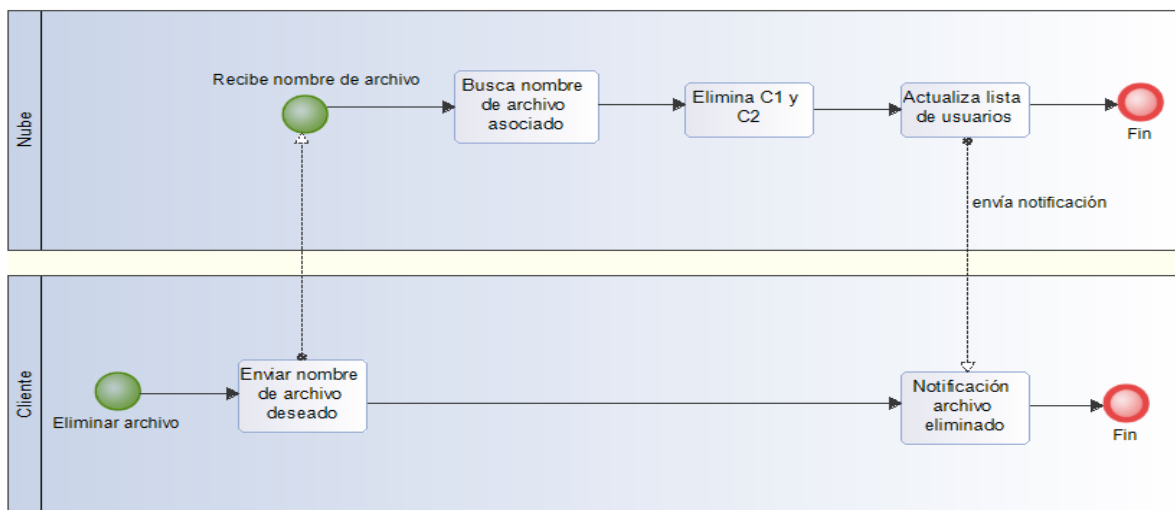 Nube
Recibe nombre de archivo
Busca nombre
de archivo
asociado
Elimina C1 y
C2
Actualiza lista
de usuarios
Fin
envía notificación
Cliente
Eliminar archivo
Enviar nombre
de archivo
deseado
Notificación
archivo
eliminado
Fin